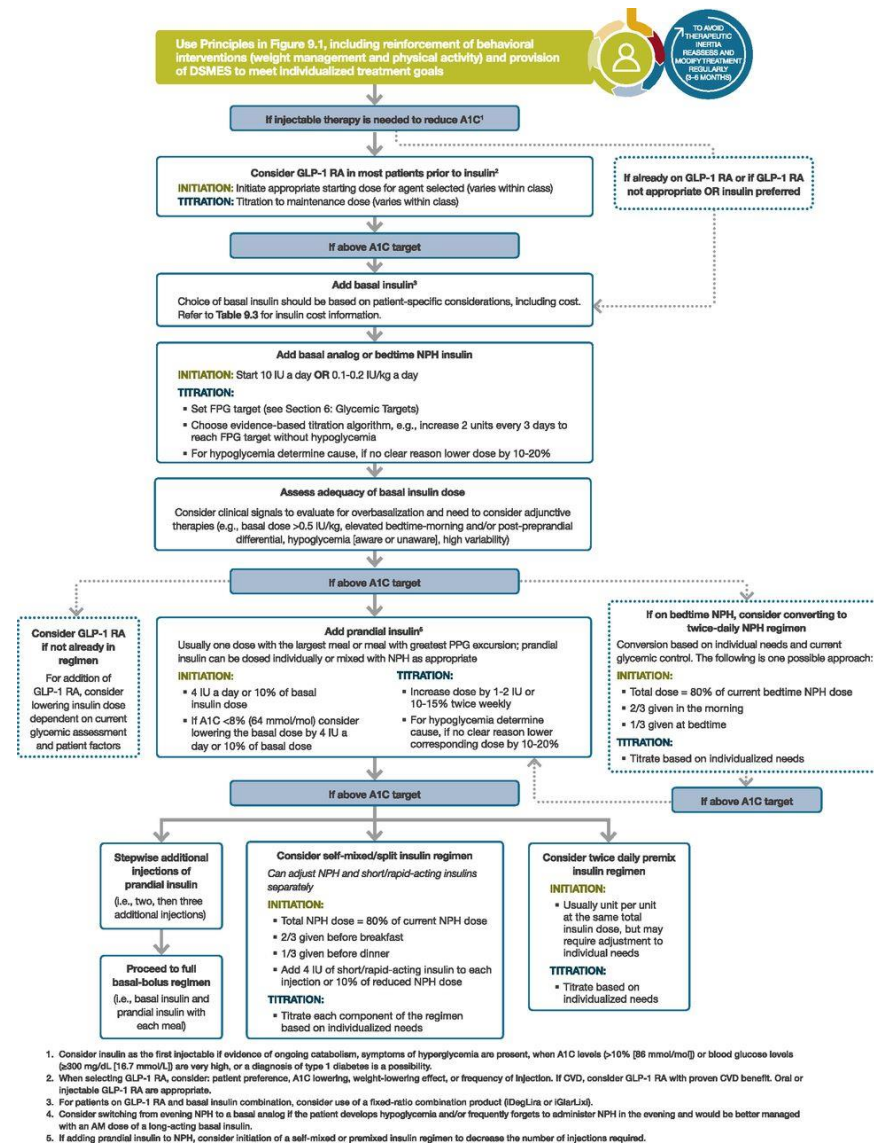 Use Principles in Figure 9.1, including reinforcement of behavioral
interventions (weight management and physical activity) and provision
of DSMES to meet individualized treatment goals
TO AVOID
THERAPEUTIC
INERTIA
REASSESS AND
MODIFY TREATMENT
REGULARLY
(3-6 MONTHS)
If injectable therapy is needed to reduce A1C¹
Consider GLP-1 RA in most patients prior to insulin²
INITIATION: Initiate appropriate starting dose for agent selected (varies within class)
TITRATION: Titration to maintenance dose (varies within class)
If already on GLP-1 RA or if GLP-1 RA
not appropriate OR insulin preferred
If above A1C target
Add basal insulin³
Choice of basal insulin should be based on patient-specific considerations, including cost.
Refer to Table 9.3 for insulin cost information.
Add basal analog or bedtime NPH insulin
INITIATION: Start 10 IU a day OR 0.1-0.2 IU/kg a day
TITRATION:
▪ Set FPG target (see Section 6: Glycemic Targets)
▪ Choose evidence-based titration algorithm, e.g., increase 2 units every 3 days to
reach FPG target without hypoglycemia
▪ For hypoglycemia determine cause, if no clear reason lower dose by 10-20%
Assess adequacy of basal insulin dose
Consider clinical signals to evaluate for overbasalization and need to consider adjunctive
therapies (e.g., basal dose >0.5 IU/kg, elevated bedtime-morning and/or post-preprandial
differential, hypoglycemia [aware or unaware], high variability)
If above A1C target
Consider GLP-1 RA
if not already in
regimen
For addition of
GLP-1 RA, consider
lowering insulin dose
dependent on current
glycemic assessment
and patient factors
Add prandial insulin⁵
Usually one dose with the largest meal or meal with greatest PPG excursion; prandial
insulin can be dosed individually or mixed with NPH as appropriate
INITIATION:
▪ 4 IU a day or 10% of basal
insulin dose
▪ If A1C <8% (64 mmol/mol) consider
lowering the basal dose by 4 IU a
day or 10% of basal dose
TITRATION:
▪ Increase dose by 1-2 IU or
10-15% twice weekly
▪ For hypoglycemia determine
cause, if no clear reason lower
corresponding dose by 10-20%
If on bedtime NPH, consider converting to
twice-daily NPH regimen
Conversion based on individual needs and current
glycemic control. The following is one possible approach:
INITIATION:
▪ Total dose = 80% of current bedtime NPH dose
▪ 2/3 given in the morning
▪ 1/3 given at bedtime
TITRATION:
▪ Titrate based on individualized needs
If above A1C target
If above A1C target
Stepwise additional
injections of
prandial insulin
(i.e., two, then three
additional injections)
Proceed to full
basal-bolus regimen
(i.e., basal insulin and
prandial insulin with
each meal)
Consider self-mixed/split insulin regimen
Can adjust NPH and short/rapid-acting insulins
separately
INITIATION:
▪ Total NPH dose = 80% of current NPH dose
▪ 2/3 given before breakfast
▪ 1/3 given before dinner
▪ Add 4 IU of short/rapid-acting insulin to each
injection or 10% of reduced NPH dose
TITRATION:
▪ Titrate each component of the regimen
based on individualized needs
Consider twice daily premix
insulin regimen
INITIATION:
▪ Usually unit per unit
at the same total
insulin dose, but may
require adjustment to
individual needs
TITRATION:
▪ Titrate based on
individualized needs
1. Consider insulin as the first injectable if evidence of ongoing catabolism, symptoms of hyperglycemia are present, when A1C levels (>10% [86 mmol/mol]) or blood glucose levels
(≥300 mg/dL [16.7 mmol/L]) are very high, or a diagnosis of type 1 diabetes is a possibility.
2. When selecting GLP-1 RA, consider: patient preference, A1C lowering, weight-lowering effect, or frequency of injection. If CVD, consider GLP-1 RA with proven CVD benefit. Oral or
injectable GLP-1 RA are appropriate.
3. For patients on GLP-1 RA and basal insulin combination, consider use of a fixed-ratio combination product (iDegLira or iGlarLixi).
4. Consider switching from evening NPH to a basal analog if the patient develops hypoglycemia and/or frequently forgets to administer NPH in the evening and would be better managed
with an AM dose of a long-acting basal insulin.
5. If adding prandial insulin to NPH, consider initiation of a self-mixed or premixed insulin regimen to decrease the number of injections required.